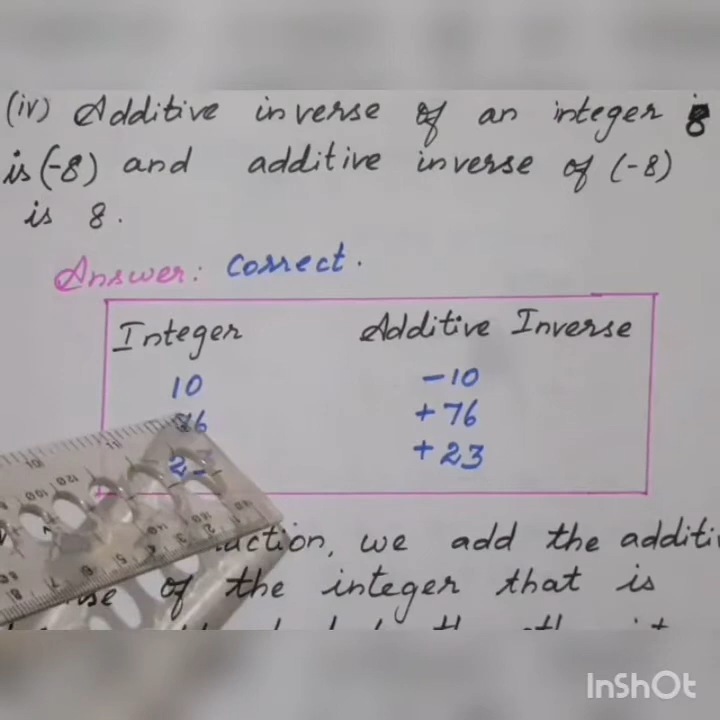 (iv) Additive inverse of an integer 8
is (-8) and additive inverse of (-8)
is 8.
Answer: Correct.
Integer Additive Inverse
10 -10
76 +76
+23
we add the additi
of the integer that is
InShOt